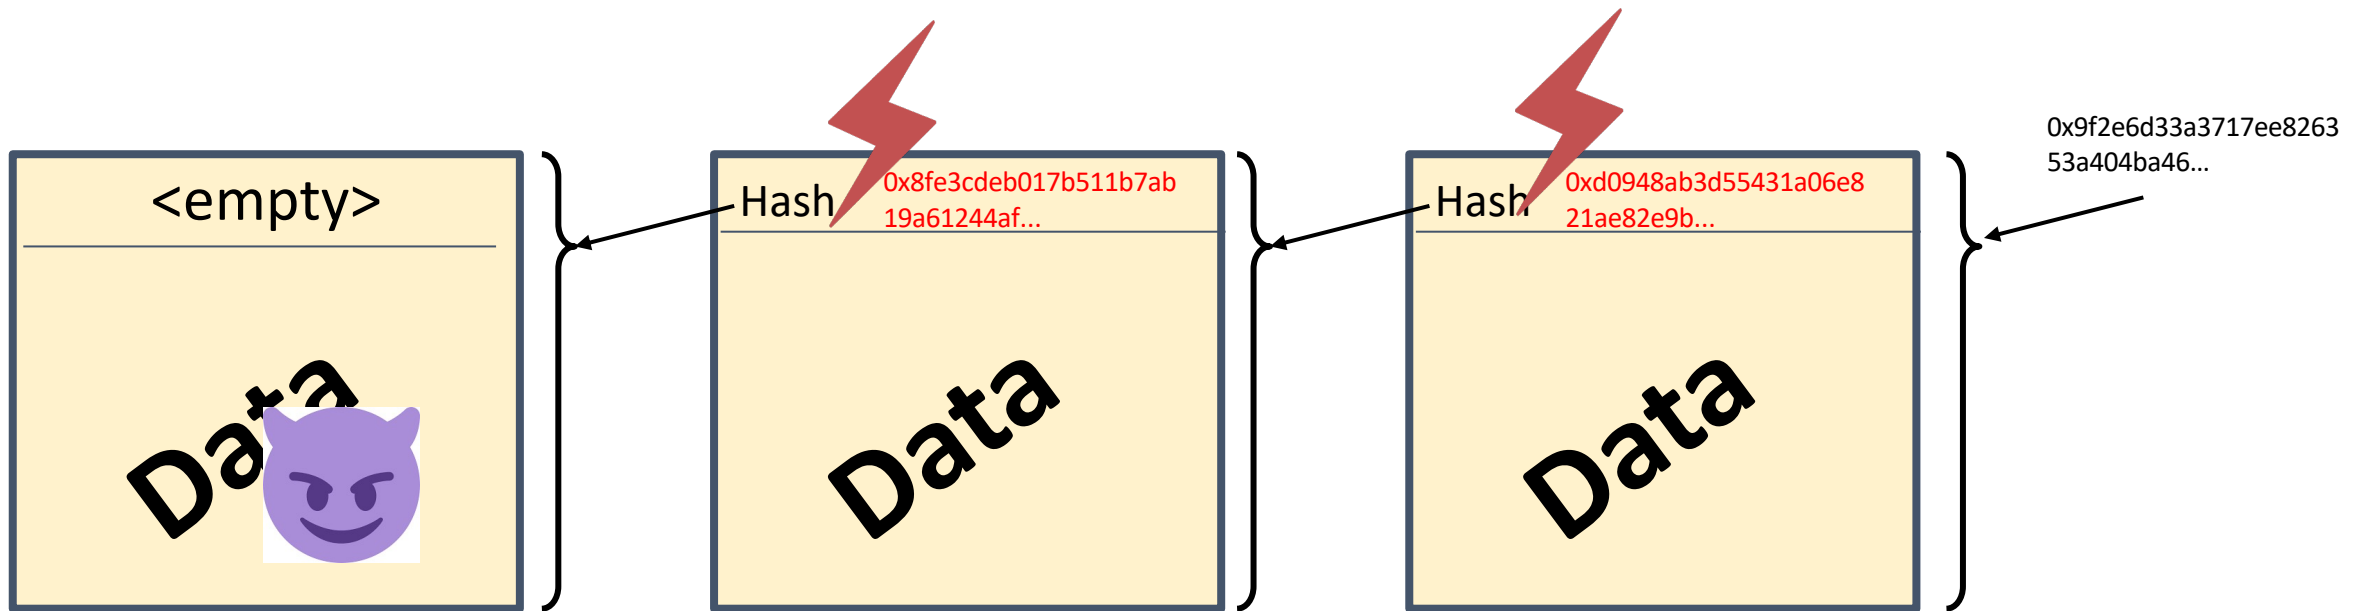 <empty>
Data
Hash
0x8fe3cdeb017b511b7ab
19a61244af...
Data
Hash
0xd0948ab3d55431a06e8
21ae82e9b...
Data
0x9f2e6d33a3717ee8263
53a404ba46...